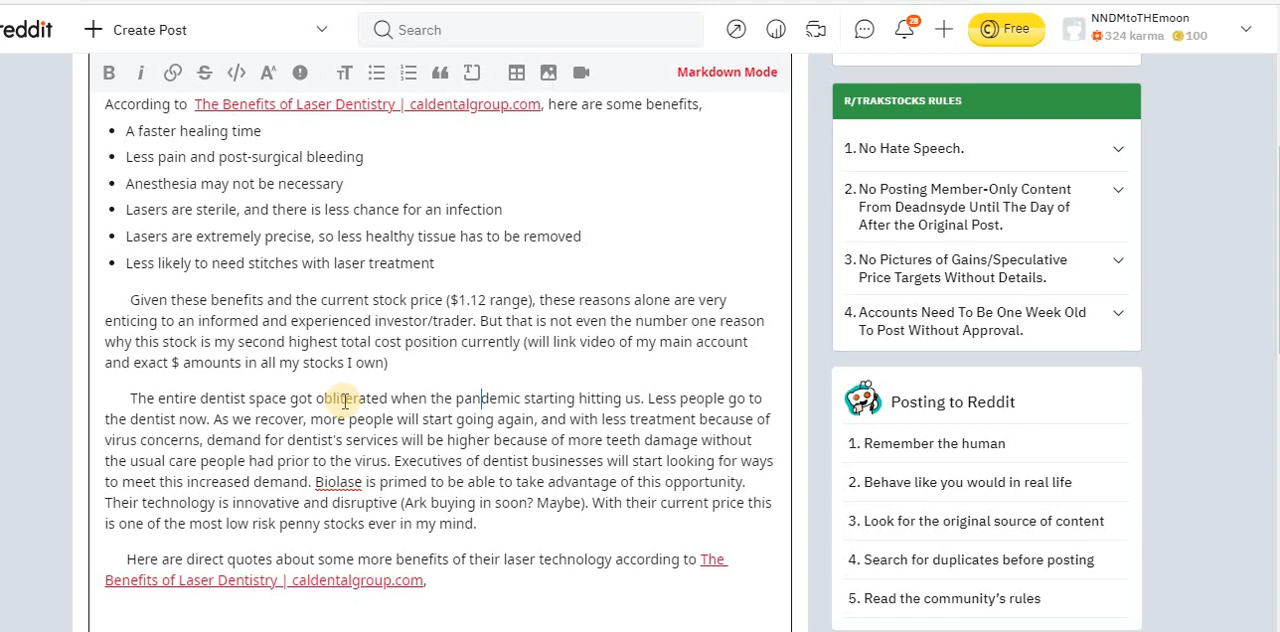 reddit
Create Post
Search
28
Free
NNDMtoTHEmoon
324 karma 100
B i Markdown Mode
According to The Benefits of Laser Dentistry | caldentalgroup.com, here are some benefits,
• A faster healing time
• Less pain and post-surgical bleeding
• Anesthesia may not be necessary
• Lasers are sterile, and there is less chance for an infection
• Lasers are extremely precise, so less healthy tissue has to be removed
• Less likely to need stitches with laser treatment
Given these benefits and the current stock price ($1.12 range), these reasons alone are very
enticing to an informed and experienced investor/trader. But that is not even the number one reason
why this stock is my second highest total cost position currently (will link video of my main account
and exact $ amounts in all my stocks I own)
The entire dentist space got obliterated when the pandemic starting hitting us. Less people go to
the dentist now. As we recover, more people will start going again, and with less treatment because of
virus concerns, demand for dentist's services will be higher because of more teeth damage without
the usual care people had prior to the virus. Executives of dentist businesses will start looking for ways
to meet this increased demand. Biolase is primed to be able to take advantage of this opportunity.
Their technology is innovative and disruptive (Ark buying in soon? Maybe). With their current price this
is one of the most low risk penny stocks ever in my mind.
Here are direct quotes about some more benefits of their laser technology according to The
Benefits of Laser Dentistry | caldentalgroup.com,
R/TRAKSTOCKS RULES
1. No Hate Speech.
2. No Posting Member-Only Content
From Deadnsyde Until The Day of
After the Original Post.
3. No Pictures of Gains/Speculative
Price Targets Without Details.
4. Accounts Need To Be One Week Old
To Post Without Approval.
Posting to Reddit
1. Remember the human
2. Behave like you would in real life
3. Look for the original source of content
4. Search for duplicates before posting
5. Read the community's rules